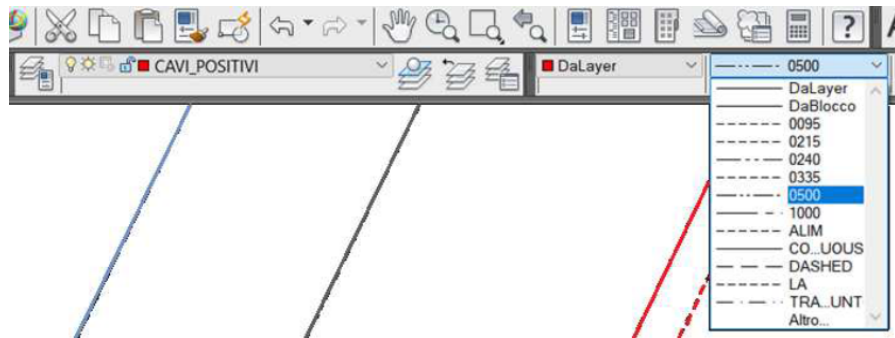 ?
CAVI_POSITIVI
DaLayer
0500
DaLayer
DaBlocco
0095
0215
0240
0335
0500
1000
ALIM
CO...UOUS
DASHED
LA
TRA...UNT
Altro...